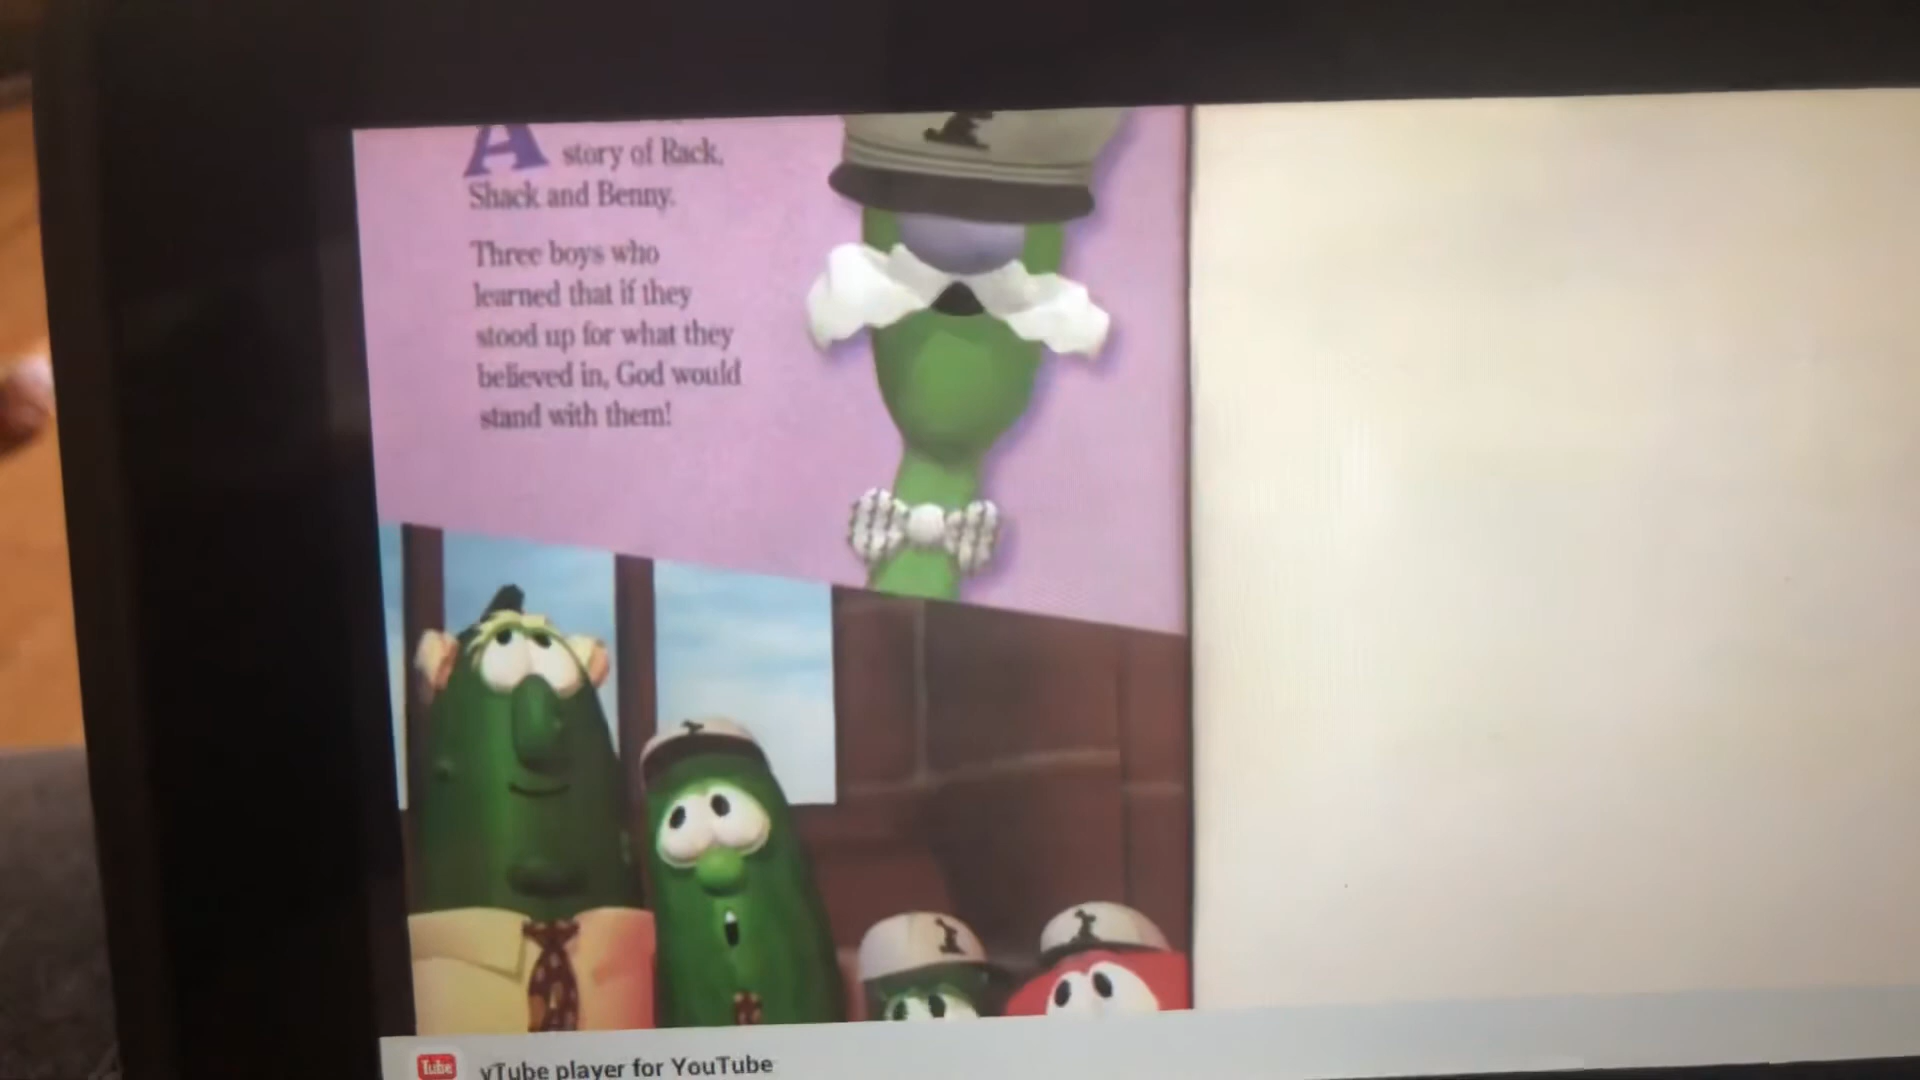 A
story of Rack,
Shack and Benny.
Three boys who
learned that if they
stood up for what they
believed in, God would
stand with them!
Tube
yTube player for YouTube